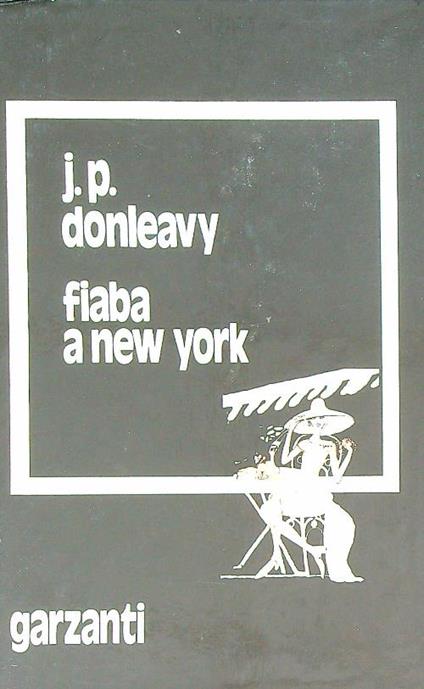 j. p.
donleavy
fiaba
a new york
garzanti